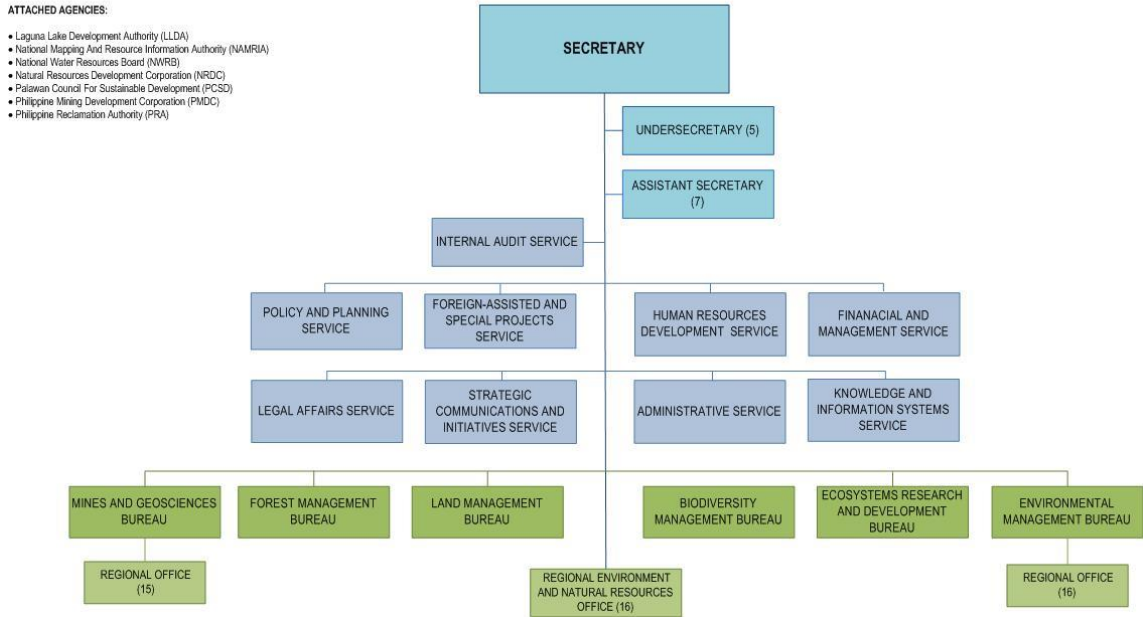 ATTACHED AGENCIES:
• Laguna Lake Development Authority (LLDA)
• National Mapping And Resource Information Authority (NAMRIA)
• National Water Resources Board (NWRB)
• Natural Resources Development Corporation (NRDC)
• Palawan Council For Sustainable Development (PCSD)
• Philippine Mining Development Corporation (PMDC)
• Philippine Reclamation Authority (PRA)
SECRETARY
UNDERSECRETARY (5)
ASSISTANT SECRETARY
(7)
INTERNAL AUDIT SERVICE
POLICY AND PLANNING
SERVICE
FOREIGN-ASSISTED AND
SPECIAL PROJECTS
SERVICE
HUMAN RESOURCES
DEVELOPMENT SERVICE
FINANACIAL AND
MANAGEMENT SERVICE
LEGAL AFFAIRS SERVICE
STRATEGIC
COMMUNICATIONS AND
INITIATIVES SERVICE
ADMINISTRATIVE SERVICE
KNOWLEDGE AND
INFORMATION SYSTEMS
SERVICE
MINES AND GEOSCIENCES
BUREAU
FOREST MANAGEMENT
BUREAU
LAND MANAGEMENT
BUREAU
BIODIVERSITY
MANAGEMENT BUREAU
ECOSYSTEMS RESEARCH
AND DEVELOPMENT
BUREAU
ENVIRONMENTAL
MANAGEMENT BUREAU
REGIONAL OFFICE
(15)
REGIONAL ENVIRONMENT
AND NATURAL RESOURCES
OFFICE (16)
REGIONAL OFFICE
(16)